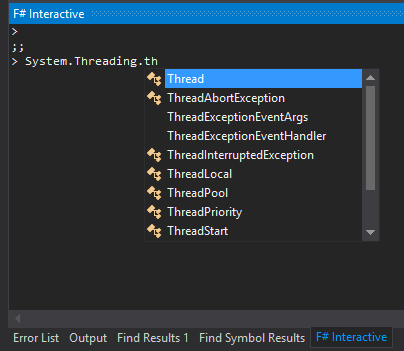 F# Interactive
>
;;
> System.Threading.th
Thread
ThreadAbortException
ThreadExceptionEventArgs
ThreadExceptionEventHandler
ThreadInterruptedException
ThreadLocal
ThreadPool
ThreadPriority
ThreadStart
Error List Output Find Results 1 Find Symbol Results F# Interactive